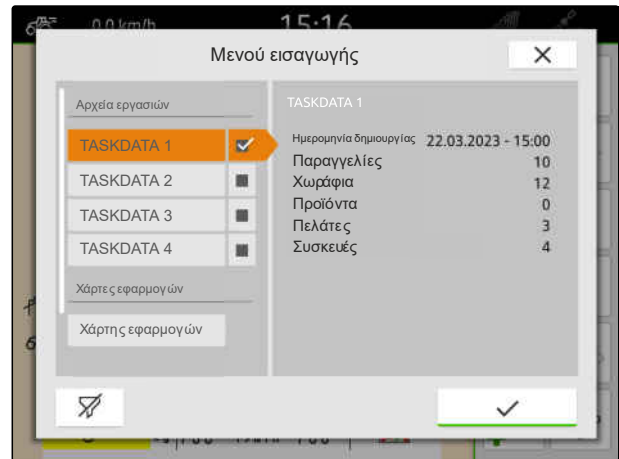 0.0 km/h 15:16
Μενού εισαγωγής
Αρχεία εργασιών
TASKDATA 1
TASKDATA 2
TASKDATA 3
TASKDATA 4
Χάρτες εφαρμογών
Χάρτης εφαρμογών
TASKDATA 1
Ημερομηνία δημιουργίας 22.03.2023 - 15:00
Παραγγελίες 10
Χωράφια 12
Προϊόντα 0
Πελάτες 3
Συσκευές 4